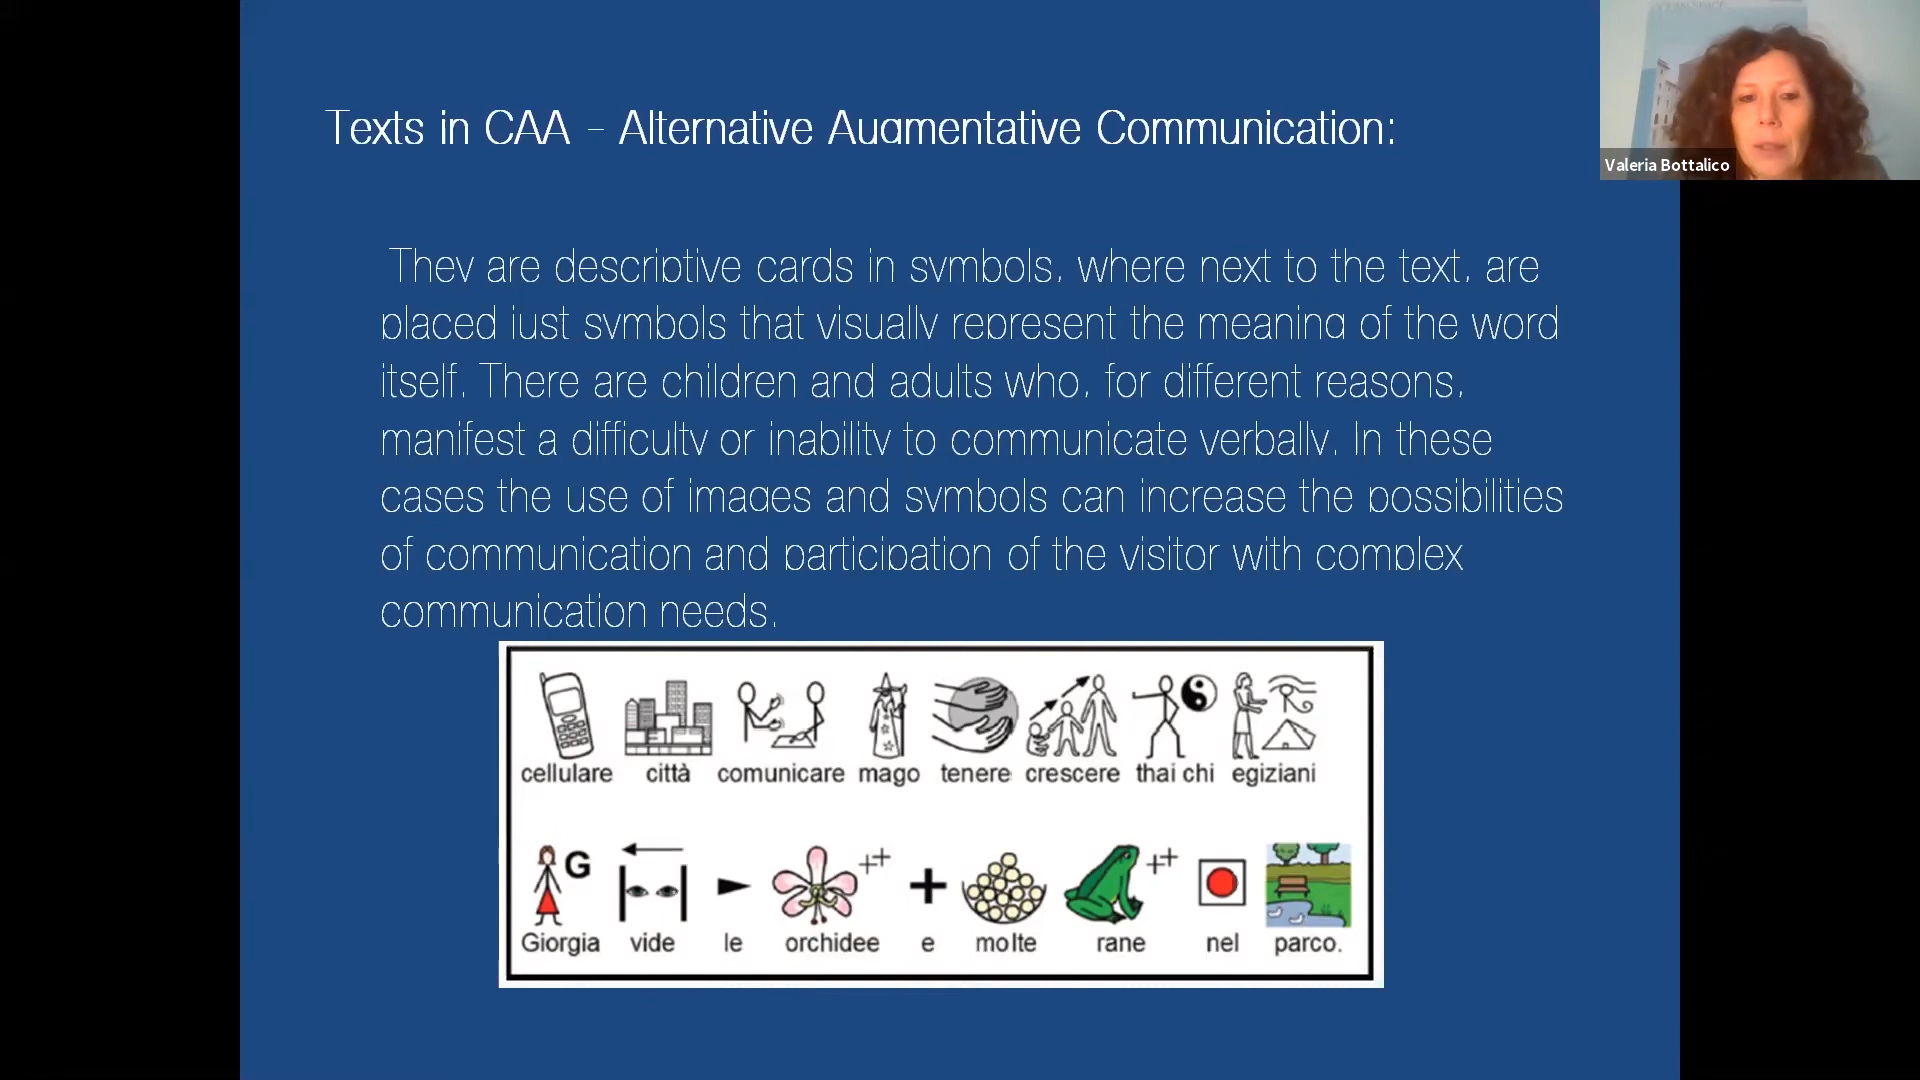 Texts in CAA - Alternative Augmentative Communication:
Valeria Bottalico
They are descriptive cards in symbols, where next to the text, are
placed just symbols that visually represent the meaning of the word
itself. There are children and adults who, for different reasons,
manifest a difficulty or inability to communicate verbally. In these
cases the use of images and symbols can increase the possibilities
of communication and participation of the visitor with complex
communication needs.
cellulare città comunicare mago tenere crescere thai chi egiziani
G
Giorgia vide le orchidee e molte rane nel parco.